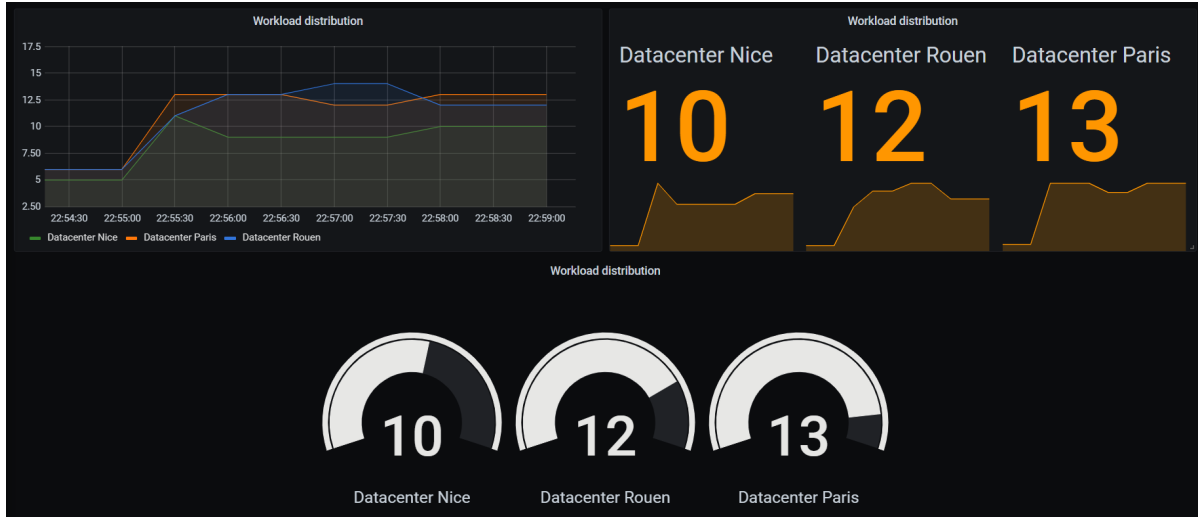 Workload distribution
17.5
15
12.5
10
7.50
5
2.50
22:54:30 22:55:00 22:55:30 22:56:00 22:56:30 22:57:00 22:57:30 22:58:00 22:58:30 22:59:00
Datacenter Nice Datacenter Paris Datacenter Rouen
Workload distribution
Datacenter Nice Datacenter Rouen Datacenter Paris
10 12 13
Workload distribution
10 12 13
Datacenter Nice Datacenter Rouen Datacenter Paris